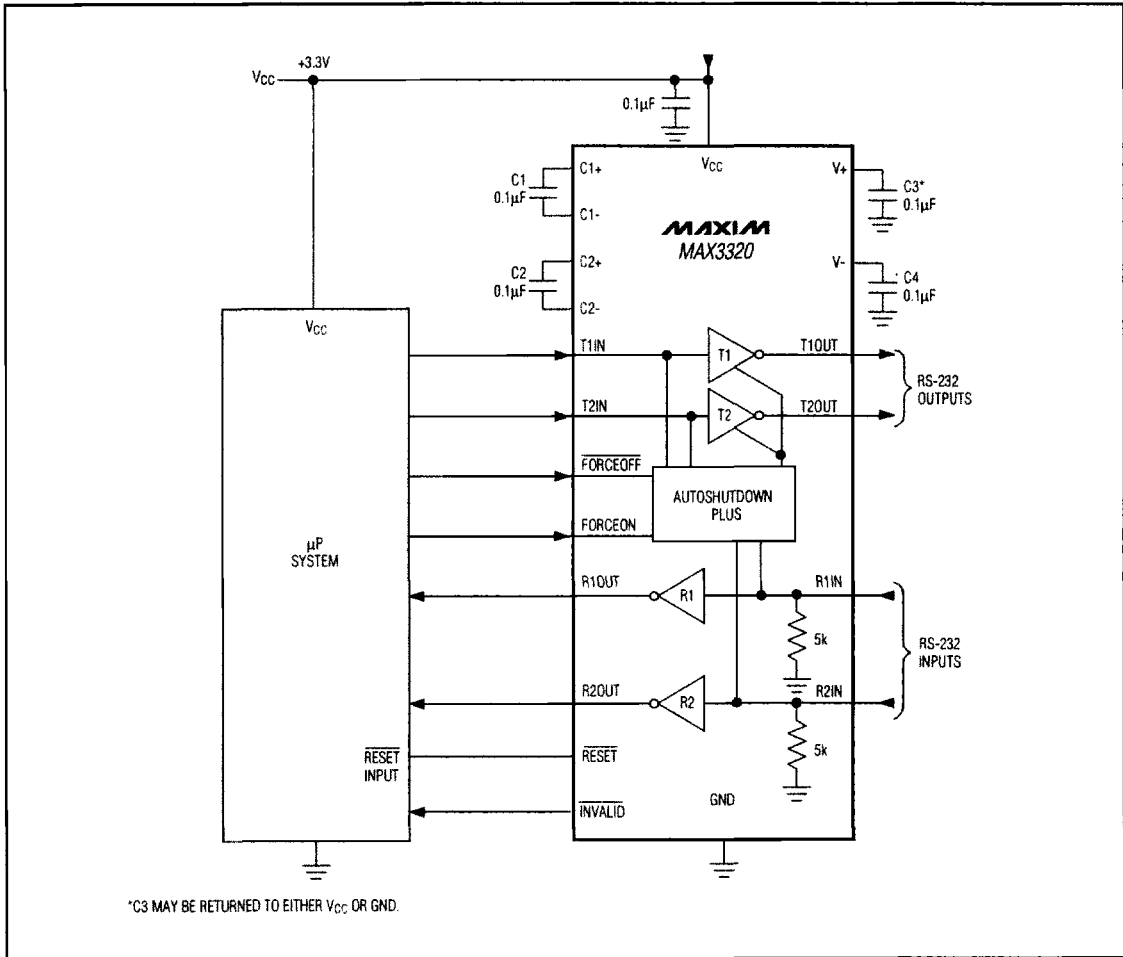 +3.3V
VCC
0.1µF
VCC
C1+
C1
0.1µF
C1-
V+
C3*
0.1µF
MAXIM
MAX3320
C2+
C2
0.1µF
C2-
V-
C4
0.1µF
VCC
T1IN
T1
T1OUT
T2IN
T2
T2OUT
RS-232
OUTPUTS
FORCEOFF
AUTOSHUTDOWN
PLUS
FORCEON
µP
SYSTEM
R1OUT
R1
R1IN
5k
RS-232
INPUTS
R2OUT
R2
R2IN
5k
RESET
INPUT
RESET
INVALID
GND
*C3 MAY BE RETURNED TO EITHER VCC OR GND.